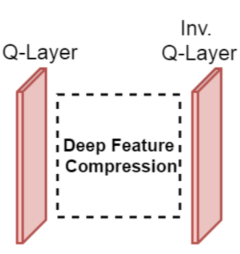 Q-Layer
Inv.
Q-Layer
Deep Feature
Compression